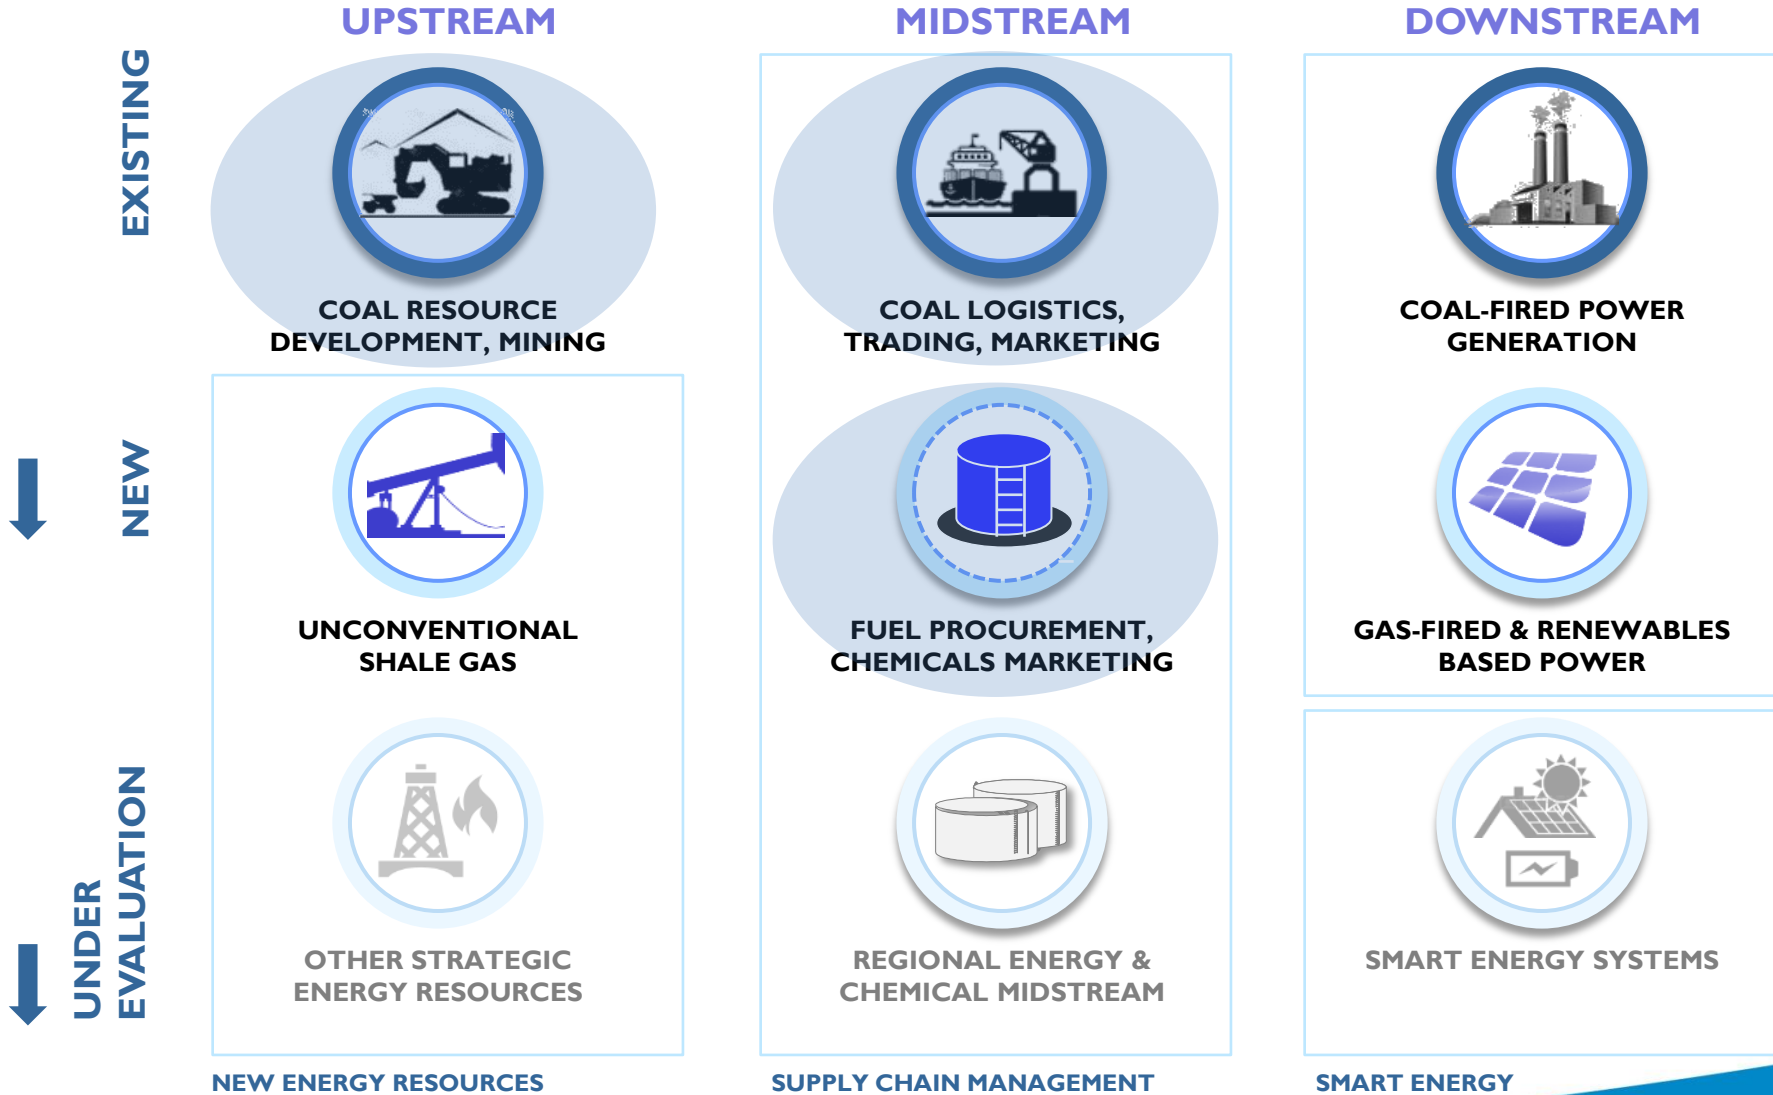 UPSTREAM
MIDSTREAM
DOWNSTREAM
EXISTING
COAL RESOURCE
DEVELOPMENT, MINING
COAL LOGISTICS,
TRADING, MARKETING
COAL-FIRED POWER
GENERATION
NEW
UNCONVENTIONAL
SHALE GAS
FUEL PROCUREMENT,
CHEMICALS MARKETING
GAS-FIRED & RENEWABLES
BASED POWER
UNDER
EVALUATION
OTHER STRATEGIC
ENERGY RESOURCES
REGIONAL ENERGY &
CHEMICAL MIDSTREAM
SMART ENERGY SYSTEMS
NEW ENERGY RESOURCES
SUPPLY CHAIN MANAGEMENT
SMART ENERGY